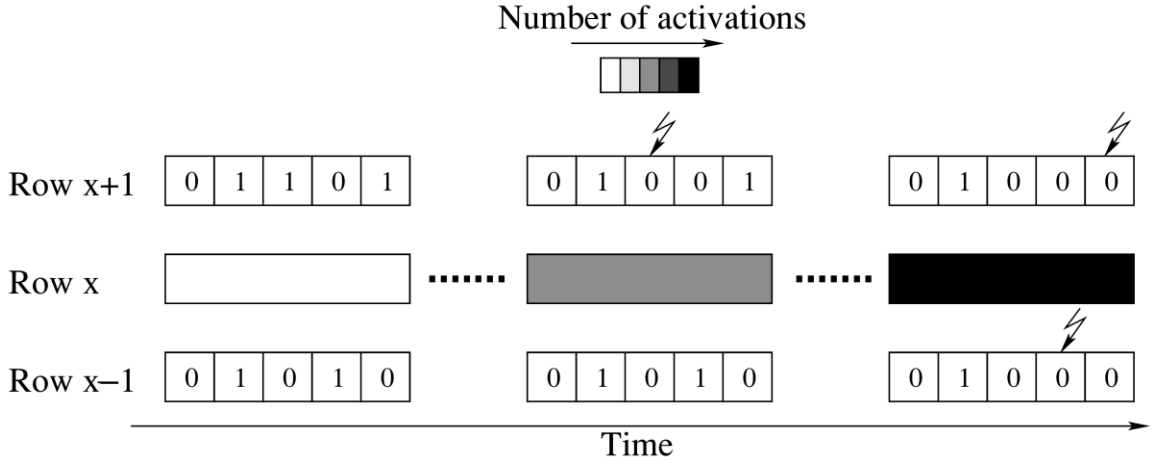 Number of activations
Row x+1 0 1 1 0 1 0 1 0 0 1 0 1 0 0 0
Row x
Row x−1 0 1 0 1 0 0 1 0 1 0 0 1 0 0 0
Time